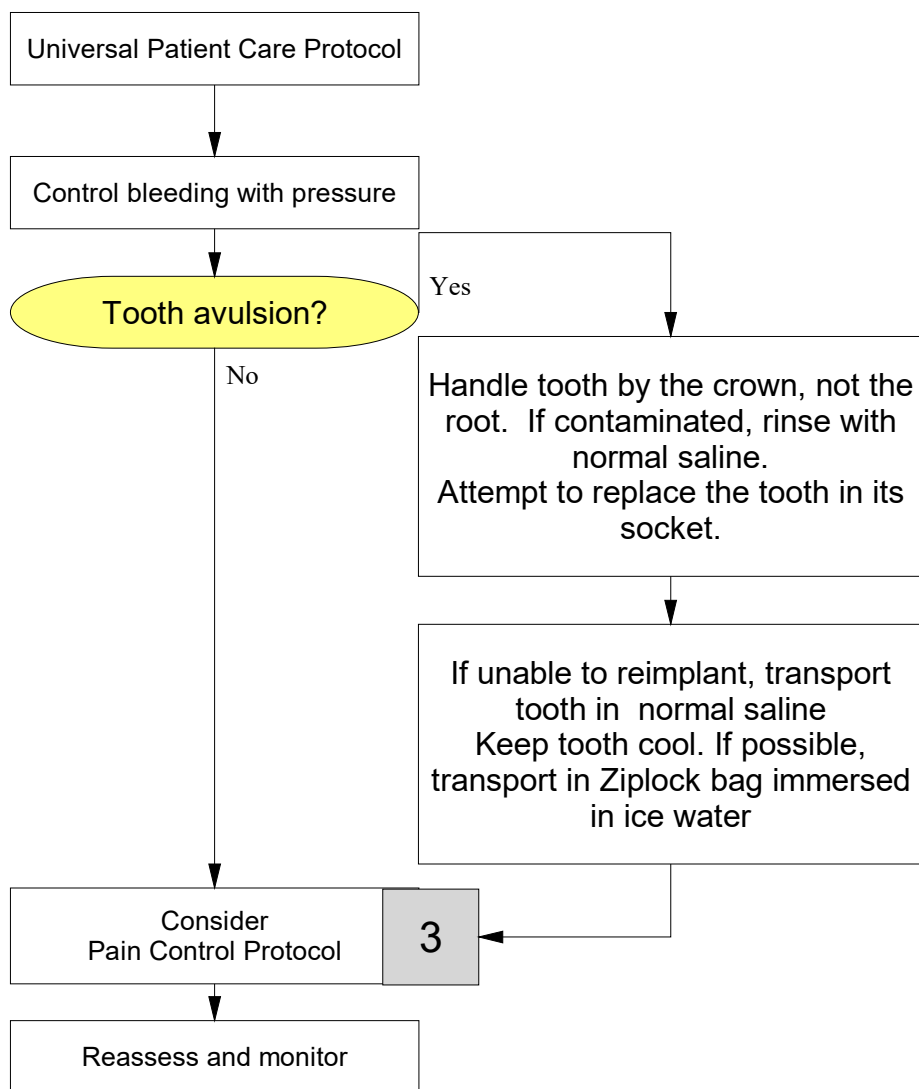 Universal Patient Care Protocol
Control bleeding with pressure
Tooth avulsion?
Yes
No
Handle tooth by the crown, not the
root.  If contaminated, rinse with
normal saline.
Attempt to replace the tooth in its
socket.
If unable to reimplant, transport
tooth in  normal saline
Keep tooth cool. If possible,
transport in Ziplock bag immersed
in ice water
Consider
Pain Control Protocol
3
Reassess and monitor